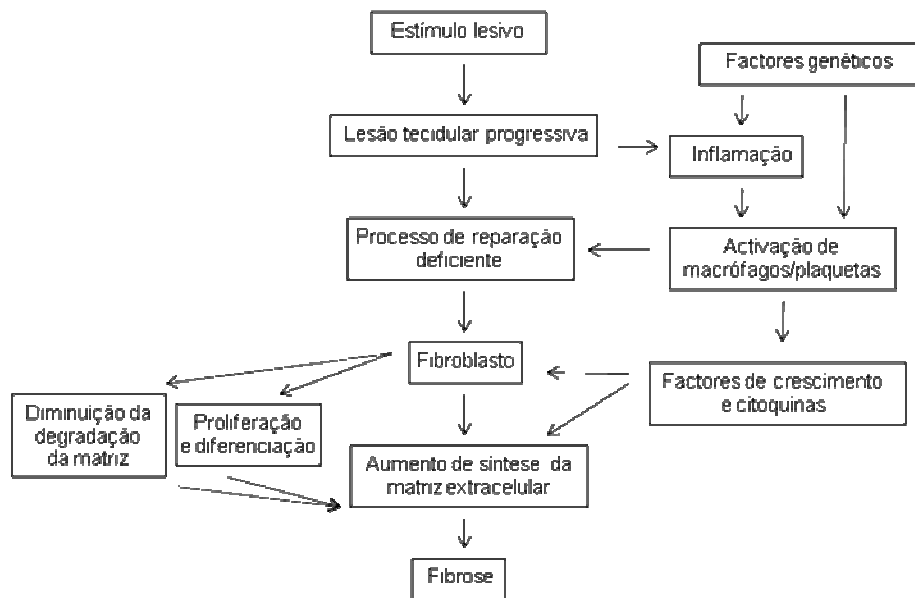 Estímulo lesivo
Factores genéticos
Lesão tecidular progressiva
Inflamação
Processo de reparação
deficiente
Activação de
macrófagos/plaquetas
Fibroblasto
Factores de crescimento
e citoquinas
Diminuição da
degradação
da matriz
Proliferação
e diferenciação
Aumento de síntese da
matriz extracelular
Fibrose